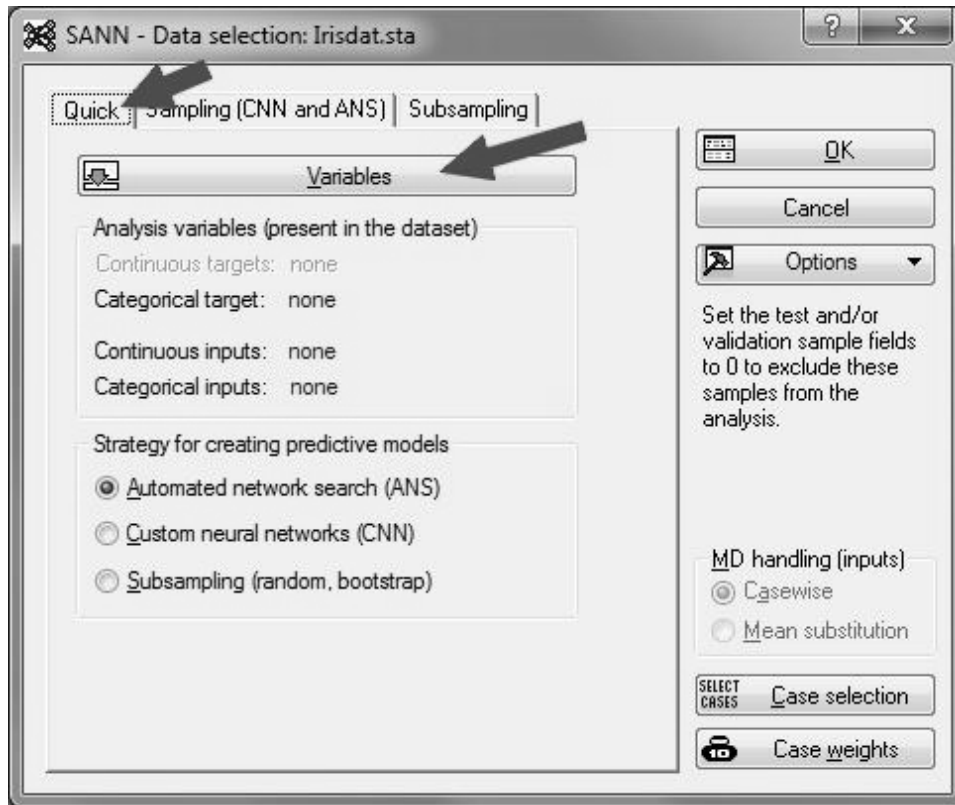 SANN - Data selection: Irisdat.sta
?
X
Quick
Sampling (CNN and ANS)
Subsampling
Variables
Analysis variables (present in the dataset)
Continuous targets: none
Categorical target: none
Continuous inputs: none
Categorical inputs: none
Strategy for creating predictive models
Automated network search (ANS)
Custom neural networks (CNN)
Subsampling (random, bootstrap)
OK
Cancel
Options
Set the test and/or
validation sample fields
to 0 to exclude these
samples from the
analysis.
MD handling (inputs)
Casewise
Mean substitution
SELECT
CASES
Case selection
10
Case weights